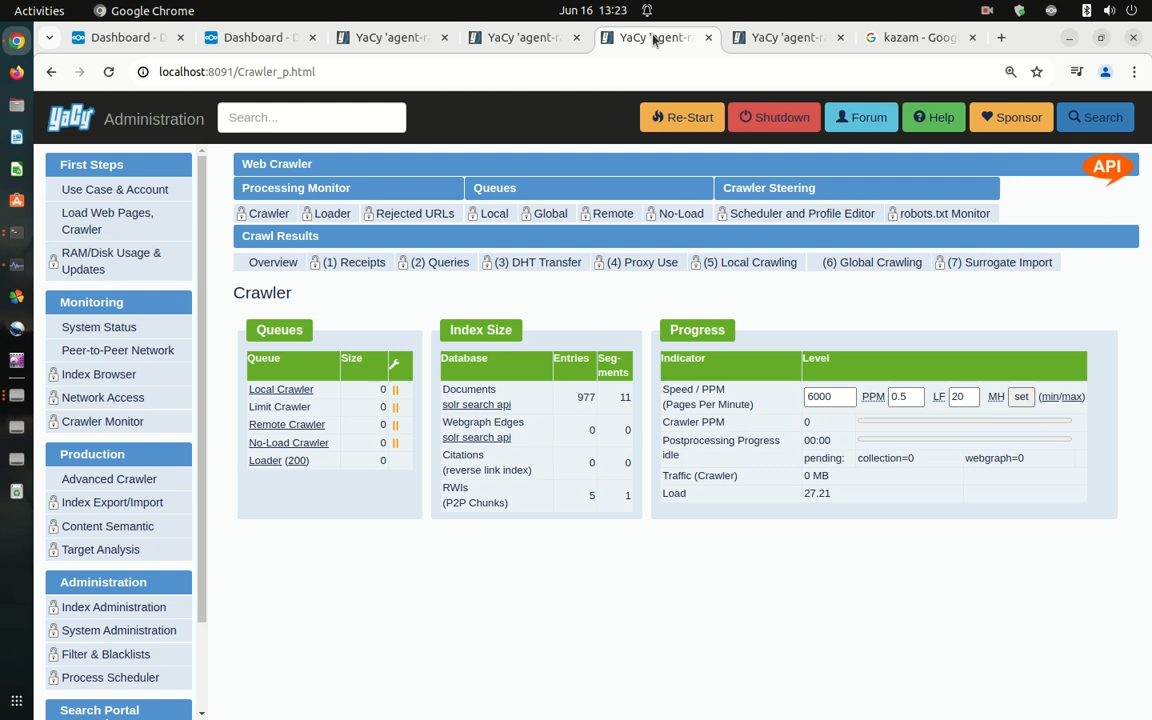 Activities
Google Chrome
Jun 16 13:23
Dashboard - D
Dashboard - D
YaCy 'agent-ra
YaCy 'agent-ra
YaCy 'agent-ra
YaCy 'agent-ra
kazam - Goog
localhost:8091/Crawler_p.html
YaCy
Administration
Search...
Re-Start
Shutdown
Forum
Help
Sponsor
Search
First Steps
Use Case & Account
Load Web Pages,
Crawler
RAM/Disk Usage &
Updates
Monitoring
System Status
Peer-to-Peer Network
Index Browser
Network Access
Crawler Monitor
Production
Advanced Crawler
Index Export/Import
Content Semantic
Target Analysis
Administration
Index Administration
System Administration
Filter & Blacklists
Process Scheduler
Search Portal
Web Crawler
API
Processing Monitor
Queues
Crawler Steering
Crawler
Loader
Rejected URLs
Local
Global
Remote
No-Load
Scheduler and Profile Editor
robots.txt Monitor
Crawl Results
Overview
(1) Receipts
(2) Queries
(3) DHT Transfer
(4) Proxy Use
(5) Local Crawling
(6) Global Crawling
(7) Surrogate Import
Crawler
Queues
Queue Size
Local Crawler 0
Limit Crawler 0
Remote Crawler 0
No-Load Crawler 0
Loader (200) 0
Index Size
Database Entries Seg-
ments
Documents
solr search api 977 11
Webgraph Edges
solr search api 0 0
Citations
(reverse link index) 0 0
RWIs
(P2P Chunks) 5 1
Progress
Indicator Level
Speed / PPM
(Pages Per Minute) 6000 PPM 0.5 LF 20 MH set (min/max)
Crawler PPM 0
Postprocessing Progress 00:00
idle pending: collection=0 webgraph=0
Traffic (Crawler) 0 MB
Load 27.21